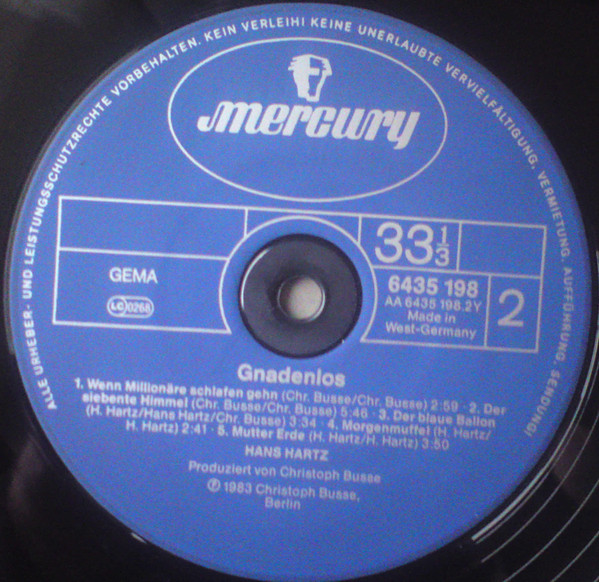 ALLE URHEBER- UND LEISTUNGSSCHUTZRECHTE VORBEHALTEN. KEIN VERLEIH! KEINE UNERLAUBTE VERVIELFÄLTIGUNG, VERMIETUNG, AUFFÜHRUNG, SENDUNG!
mercury
33 1/3
GEMA
LC 0268
6435 198
AA 6435 198.2Y
Made in
West-Germany
2
Gnadenlos
1. Wenn Millionäre schlafen gehn (Chr. Busse/Chr. Busse) 2:59 · 2. Der
siebente Himmel (Chr. Busse/Chr. Busse) 5:46 · 3. Der blaue Ballon
(H. Hartz/Hans Hartz/Chr. Busse) 3:34 · 4. Morgenmuffel (H. Hartz/
H. Hartz) 2:41 · 5. Mutter Erde (H. Hartz/H. Hartz) 3:50
HANS HARTZ
Produziert von Christoph Busse
℗ 1983 Christoph Busse,
Berlin